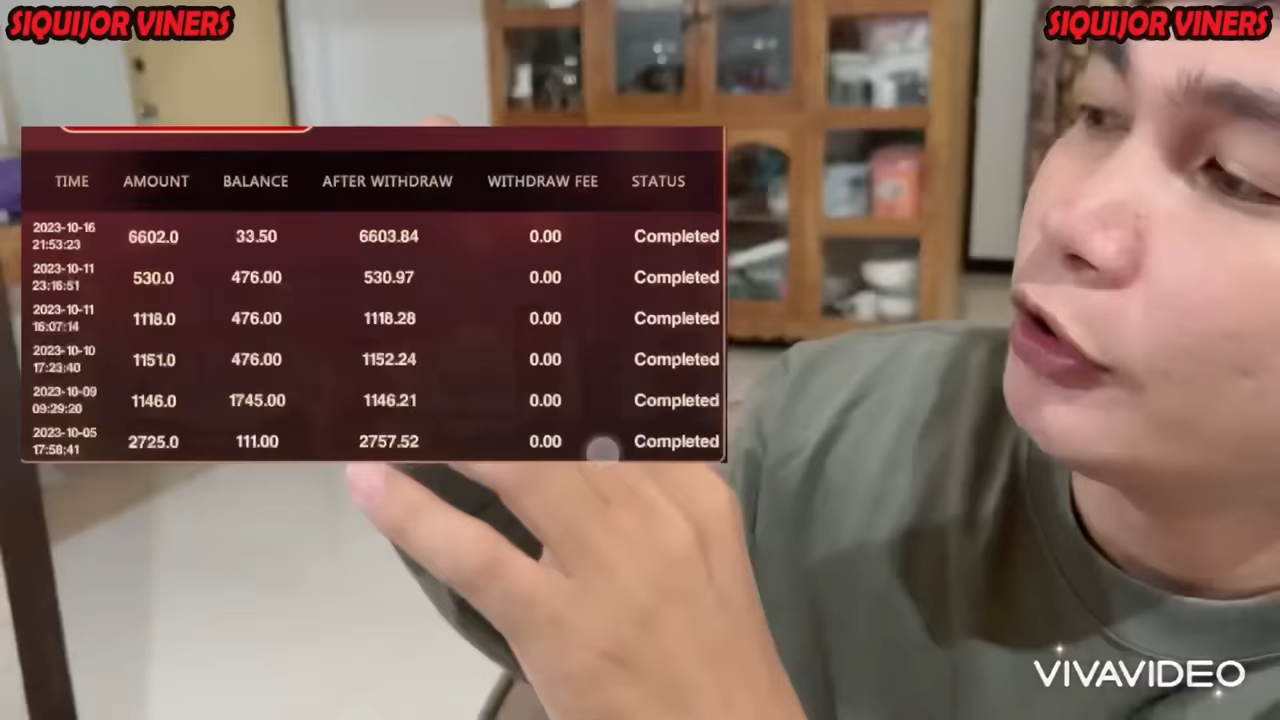 SIQUIJOR VINERS SIQUIJOR VINERS
TIME AMOUNT BALANCE AFTER WITHDRAW WITHDRAW FEE STATUS
2023-10-16
21:53:23 6602.0 33.50 6603.84 0.00 Completed
2023-10-11
23:16:51 530.0 476.00 530.97 0.00 Completed
2023-10-11
16:07:14 1118.0 476.00 1118.28 0.00 Completed
2023-10-10
17:23:40 1151.0 476.00 1152.24 0.00 Completed
2023-10-09
09:29:20 1146.0 1745.00 1146.21 0.00 Completed
2023-10-05
17:58:41 2725.0 111.00 2757.52 0.00 Completed
VIVAVIDEO